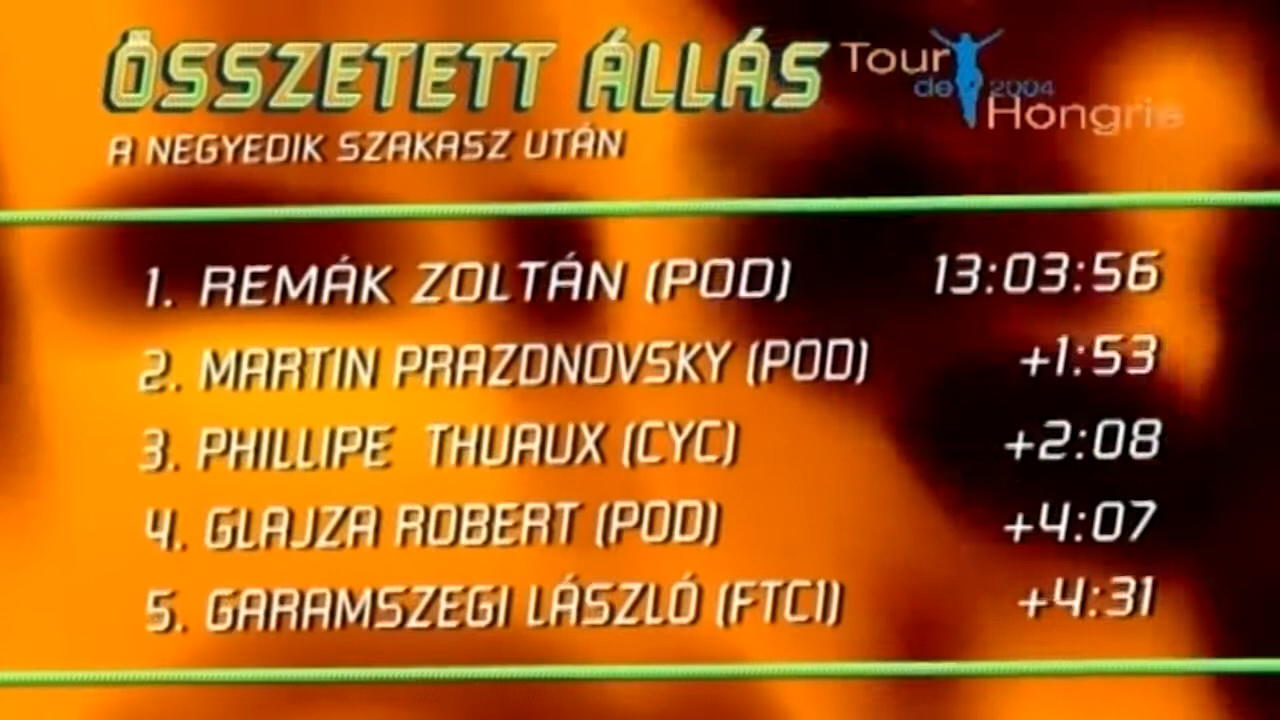 ÖSSZETETT ÁLLÁS
Tour de 2004 Hongrie
A NEGYEDIK SZAKASZ UTÁN
1. REMÁK ZOLTÁN (POD) 13:03:56
2. MARTIN PRAZDNOVSKY (POD) +1:53
3. PHILLIPE THUAUX (CYC) +2:08
4. GLAJZA ROBERT (POD) +4:07
5. GARAMSZEGI LÁSZLÓ (FTC1) +4:31